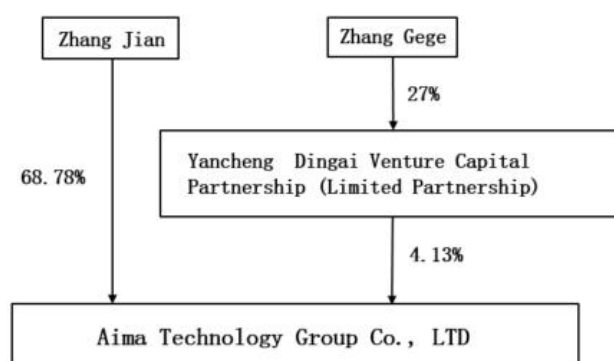 Zhang Jian
Zhang Gege
27%
Yancheng Dingai Venture Capital
Partnership (Limited Partnership)
68.78%
4.13%
Aima Technology Group Co., LTD